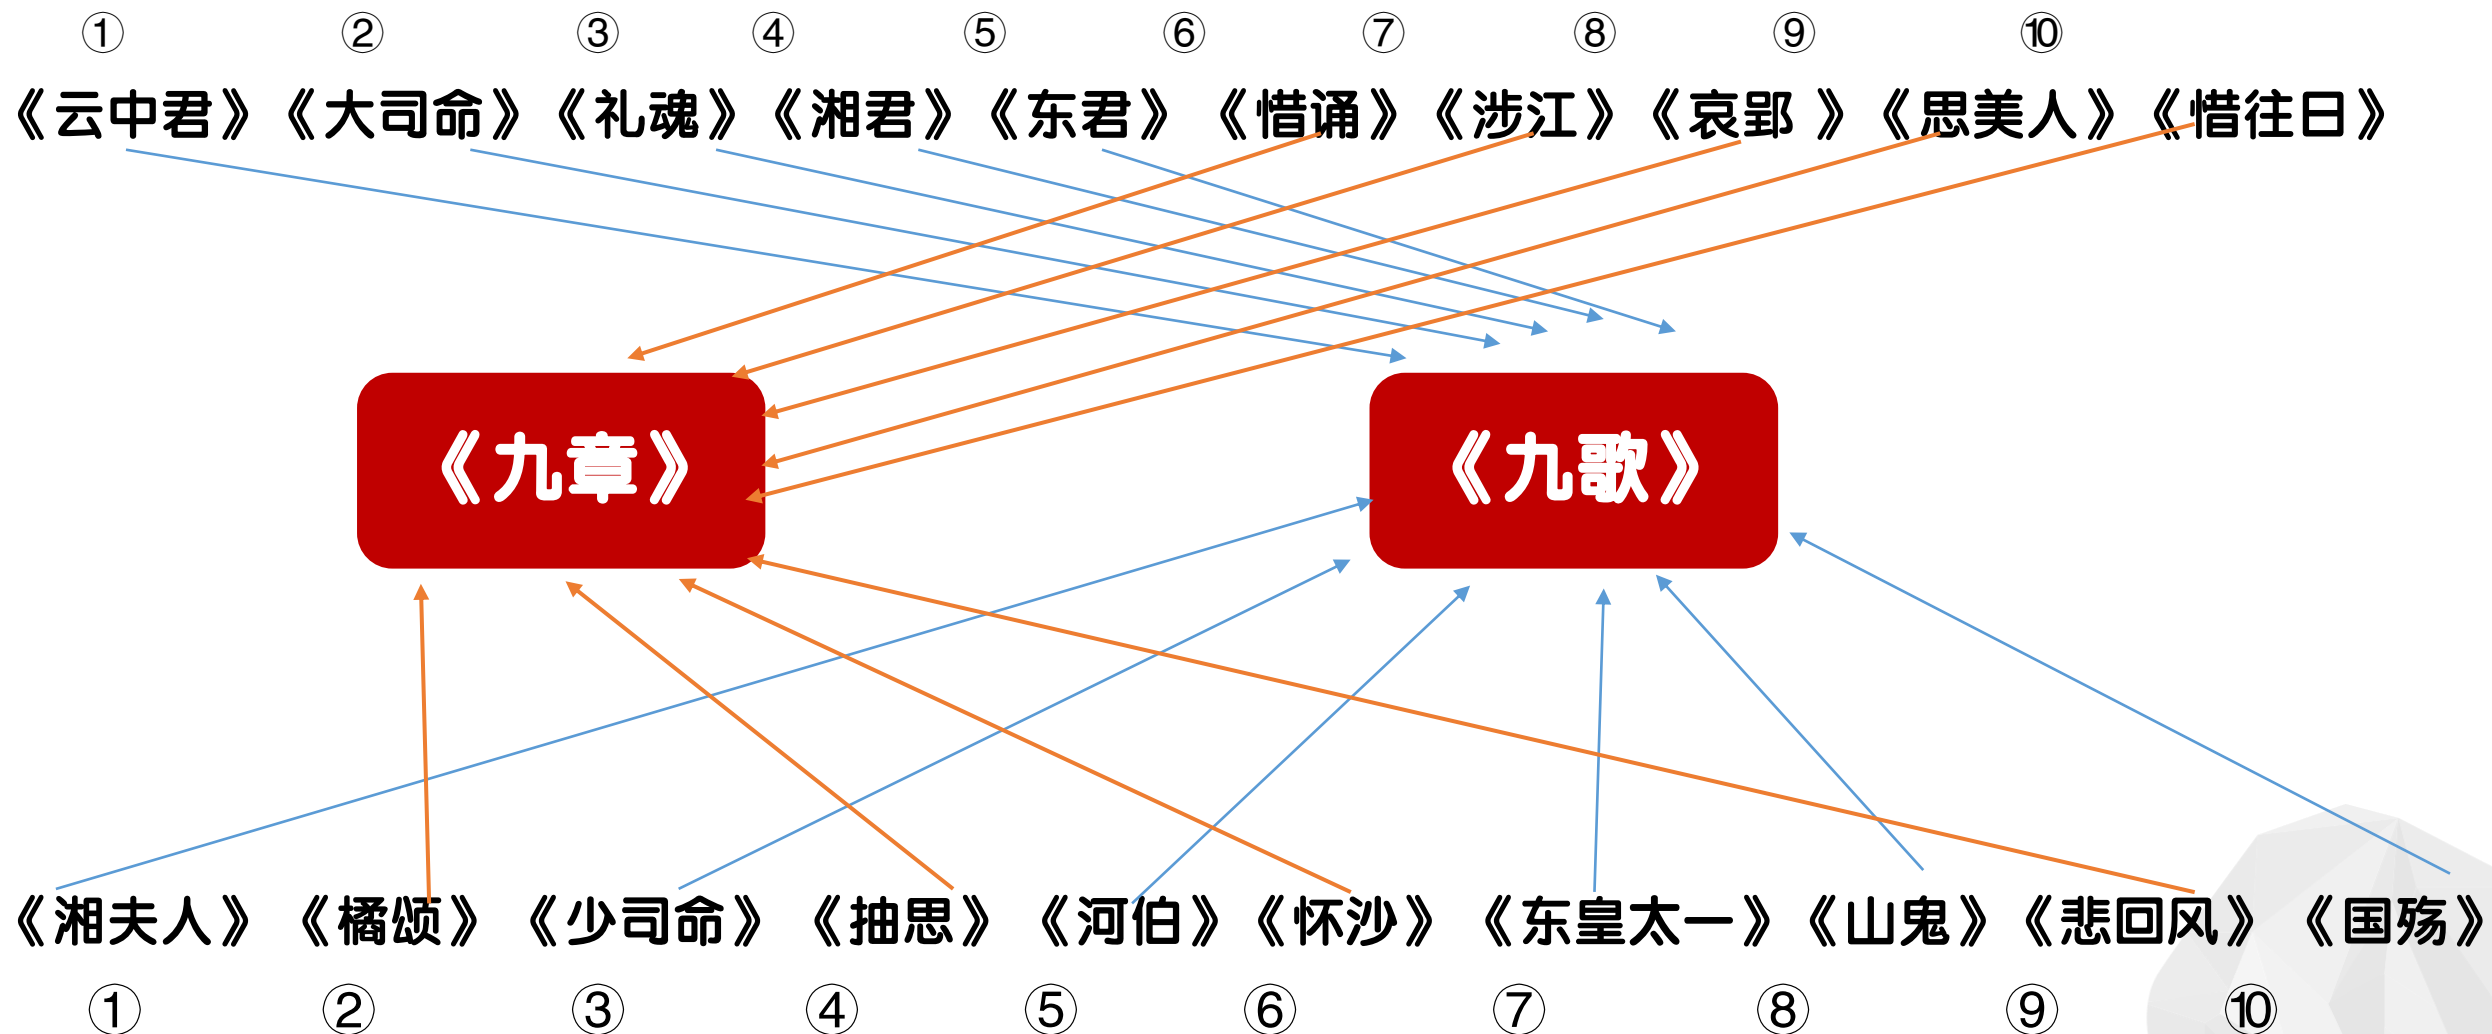 ① ② ③ ④ ⑤ ⑥ ⑦ ⑧ ⑨ ⑩
《云中君》《大司命》《礼魂》《湘君》《东君》《惜诵》《涉江》《哀郢 》《思美人》《惜往日》
《九章》 《九歌》
《湘夫人》 《橘颂》 《少司命》 《抽思》 《河伯》《怀沙》 《东皇太一》《山鬼》《悲回风》 《国殇》
① ② ③ ④ ⑤ ⑥ ⑦ ⑧ ⑨ ⑩